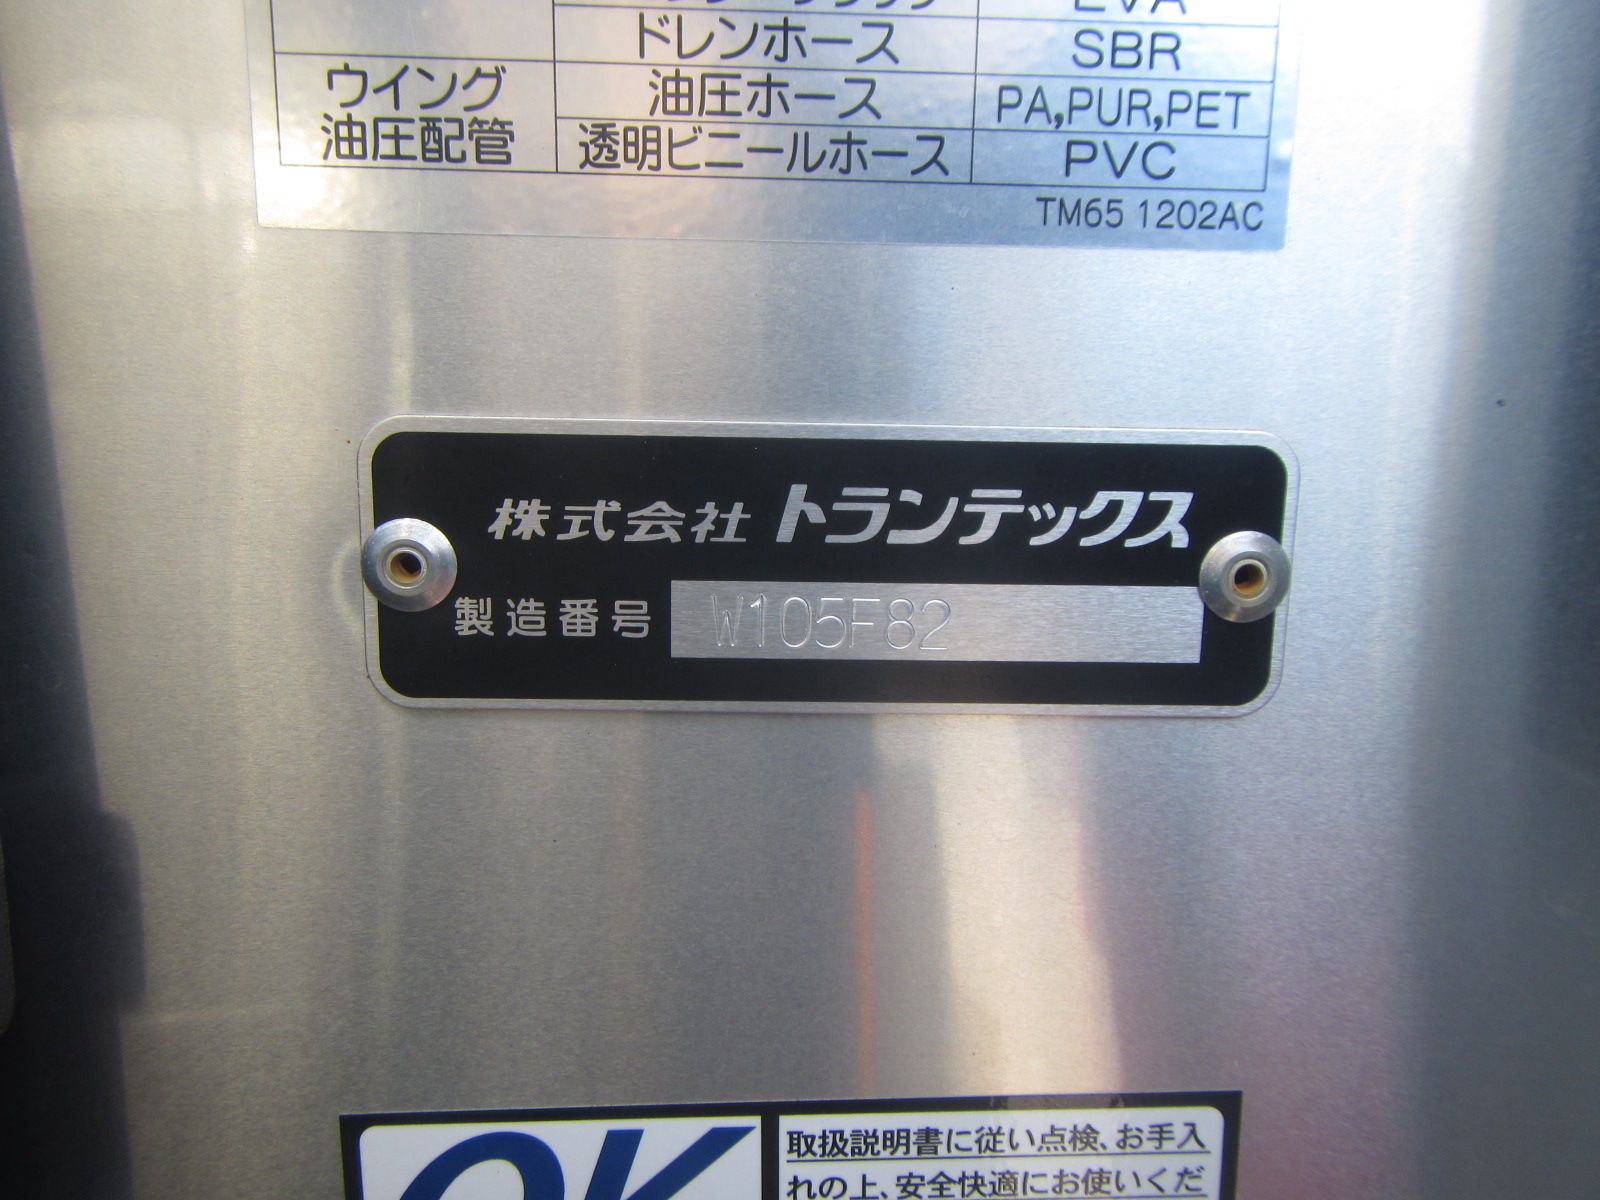 EVA
ドレンホース SBR
ウイング 油圧ホース PA,PUR,PET
油圧配管 透明ビニールホース PVC
TM65 1202AC
株式会社 トランテックス
製造番号 W105F82
OK
取扱説明書に従い点検、お手入
れの上、安全快適にお使いくだ